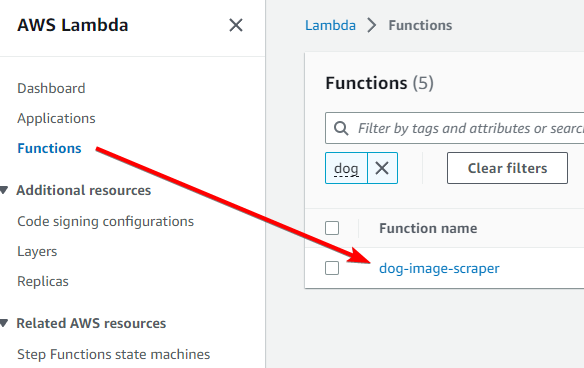 AWS Lambda
Dashboard
Applications
Functions
Additional resources
Code signing configurations
Layers
Replicas
Related AWS resources
Step Functions state machines
Lambda > Functions
Functions (5)
Filter by tags and attributes or searc
dog
Clear filters
Function name
dog-image-scraper